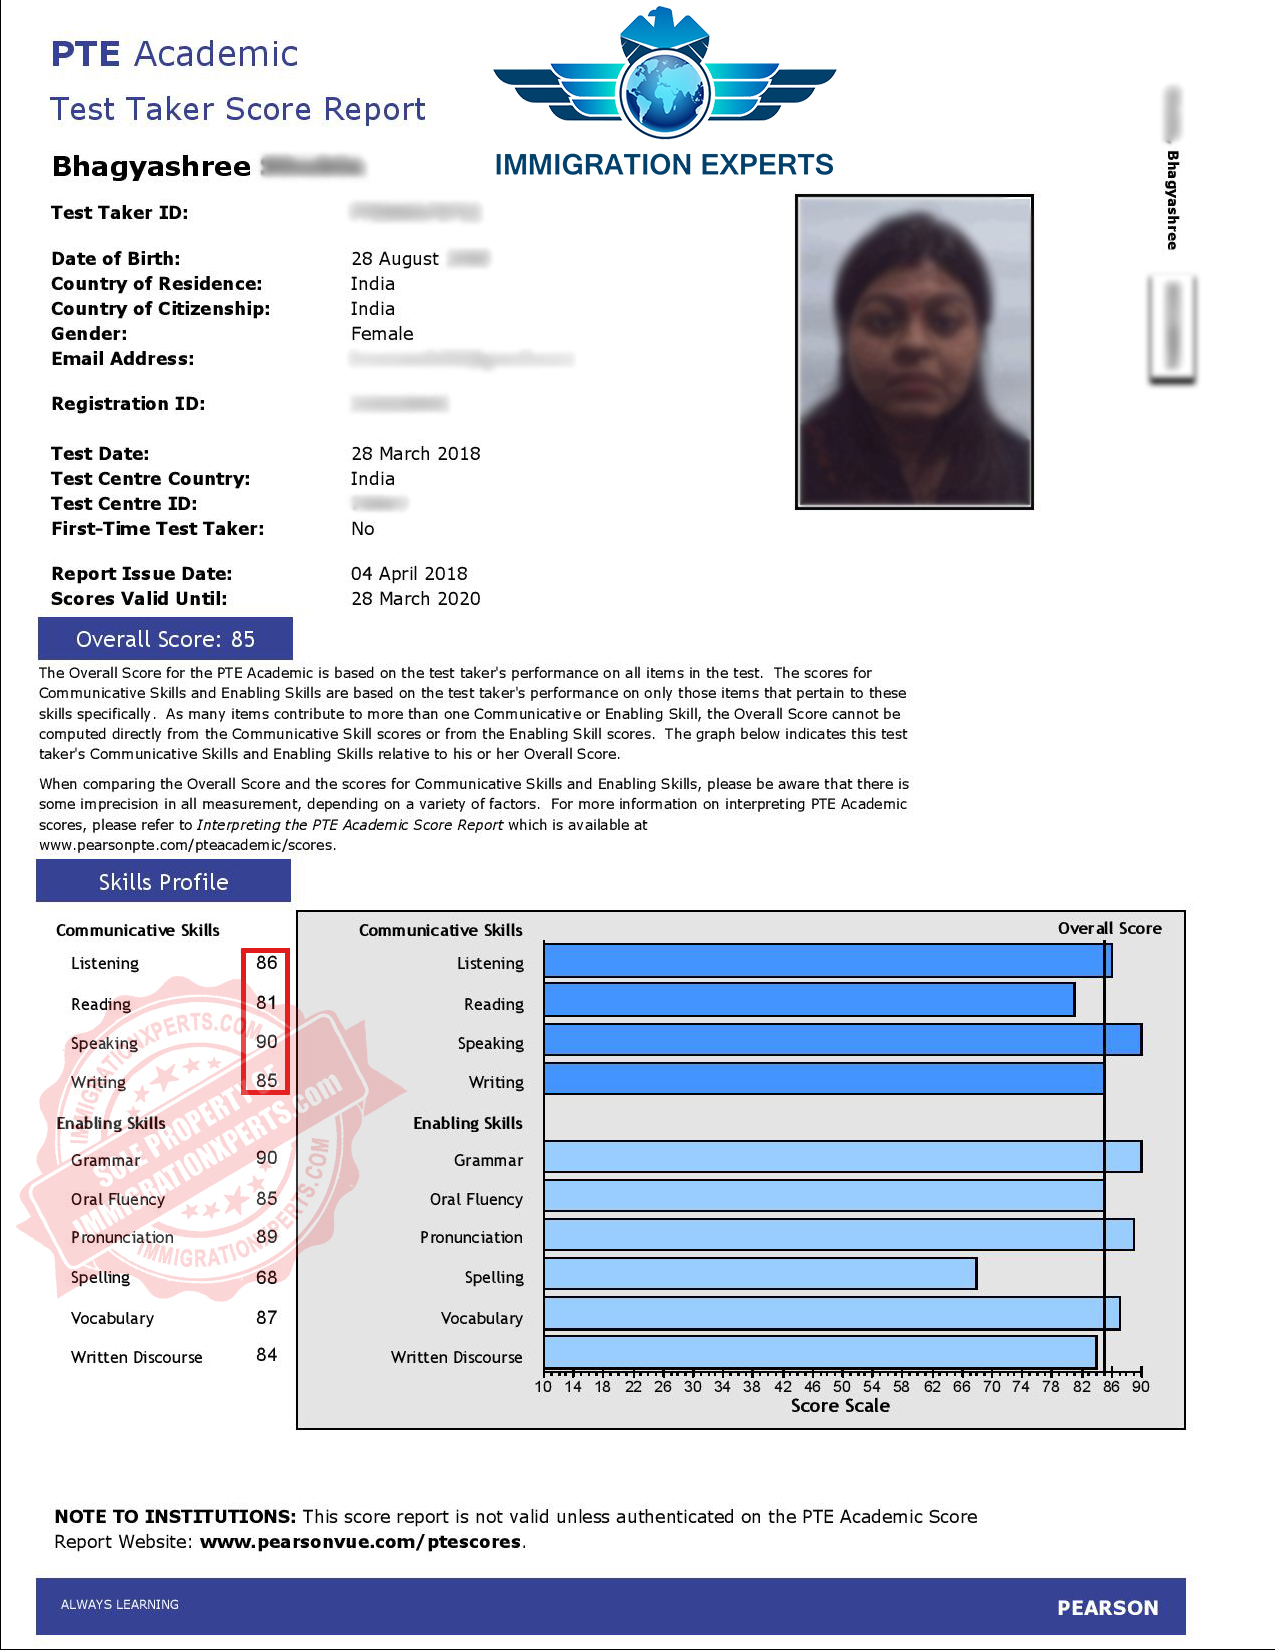 PTE Academic
Test Taker Score Report
IMMIGRATION EXPERTS
Bhagyashree
Bhagyashree
Test Taker ID:
Date of Birth: 28 August
Country of Residence: India
Country of Citizenship: India
Gender: Female
Email Address:
Registration ID:
Test Date: 28 March 2018
Test Centre Country: India
Test Centre ID:
First-Time Test Taker: No
Report Issue Date: 04 April 2018
Scores Valid Until: 28 March 2020
Overall Score: 85
The Overall Score for the PTE Academic is based on the test taker's performance on all items in the test. The scores for
Communicative Skills and Enabling Skills are based on the test taker's performance on only those items that pertain to these
skills specifically. As many items contribute to more than one Communicative or Enabling Skill, the Overall Score cannot be
computed directly from the Communicative Skill scores or from the Enabling Skill scores. The graph below indicates this test
taker's Communicative Skills and Enabling Skills relative to his or her Overall Score.
When comparing the Overall Score and the scores for Communicative Skills and Enabling Skills, please be aware that there is
some imprecision in all measurement, depending on a variety of factors. For more information on interpreting PTE Academic
scores, please refer to Interpreting the PTE Academic Score Report which is available at
www.pearsonpte.com/pteacademic/scores.
Skills Profile
Communicative Skills
Listening 86
Reading 81
Speaking 90
Writing 85
Enabling Skills
Grammar 90
Oral Fluency 85
Pronunciation 89
Spelling 68
Vocabulary 87
Written Discourse 84
IMMIGRATIONXPERTS.COM
SOLE PROPERTY OF
IMMIGRATIONXPERTS.com
IMMIGRATIONXPERTS.COM
Communicative Skills Overall Score
Listening
Reading
Speaking
Writing
Enabling Skills
Grammar
Oral Fluency
Pronunciation
Spelling
Vocabulary
Written Discourse
10 14 18 22 26 30 34 38 42 46 50 54 58 62 66 70 74 78 82 86 90
Score Scale
NOTE TO INSTITUTIONS: This score report is not valid unless authenticated on the PTE Academic Score
Report Website: www.pearsonvue.com/ptescores.
ALWAYS LEARNING PEARSON